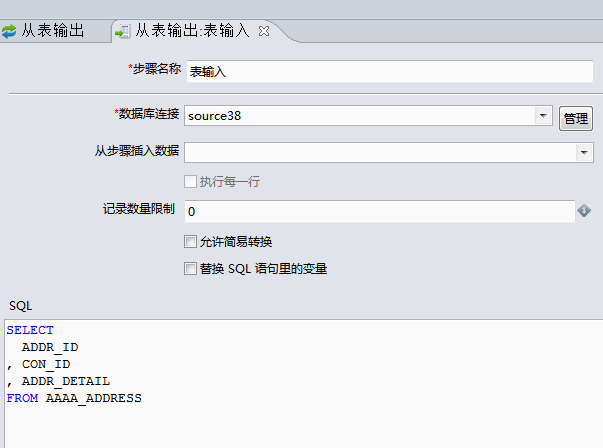 从表输出 从表输出:表输入
*步骤名称 表输入
*数据库连接 source38 管理
从步骤插入数据
执行每一行
记录数量限制 0
允许简易转换
替换 SQL 语句里的变量
SQL
SELECT
ADDR_ID
, CON_ID
, ADDR_DETAIL
FROM AAAA_ADDRESS